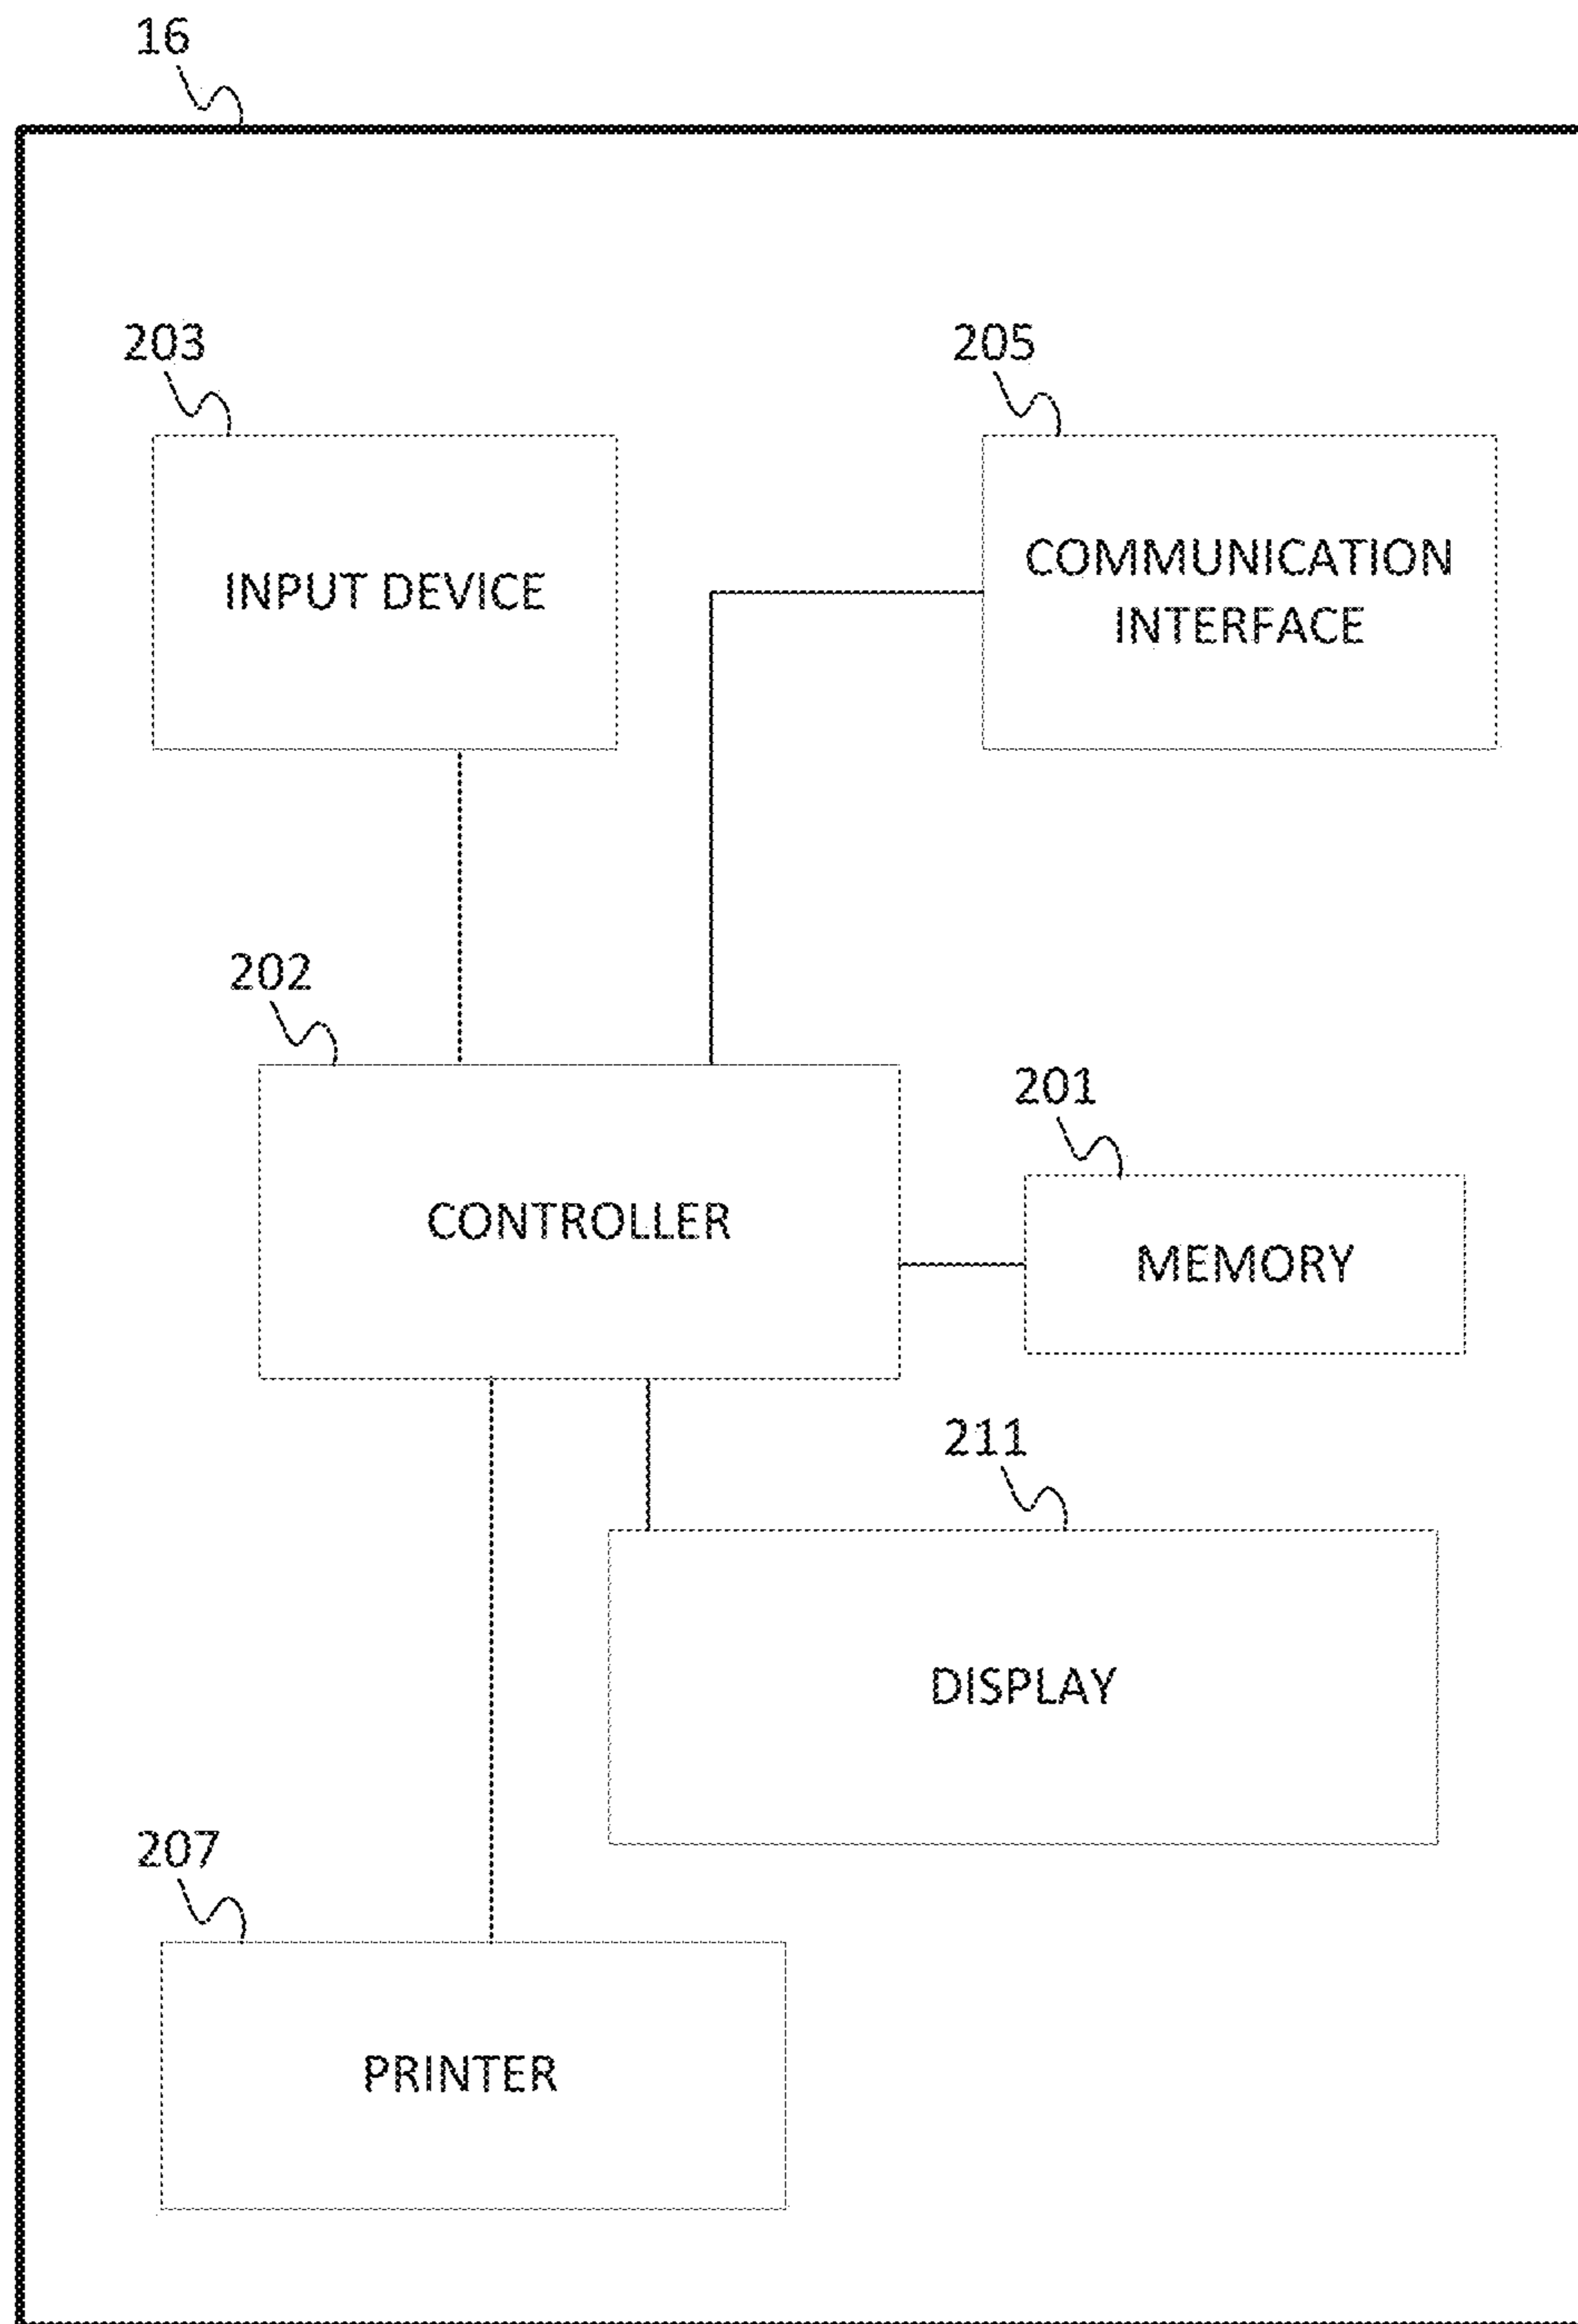 16
203
205
INPUT DEVICE
COMMUNICATION
INTERFACE
202
201
CONTROLLER
MEMORY
211
DISPLAY
207
PRINTER